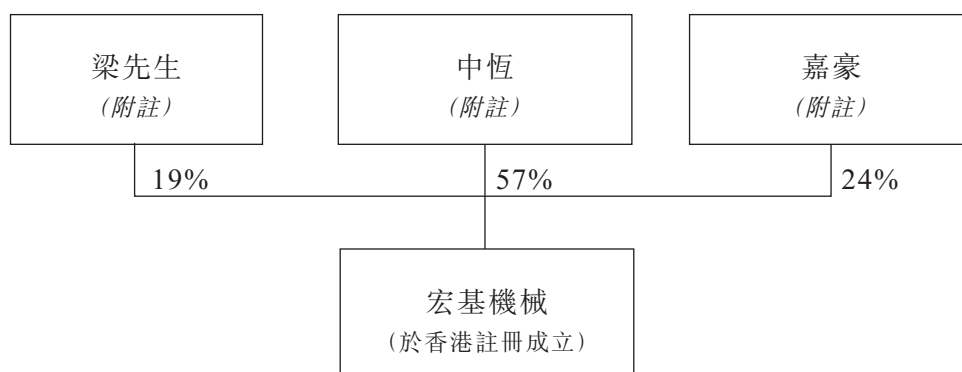 梁先生
（附註）
中恆
（附註）
嘉豪
（附註）
19%
57%
24%
宏基機械
（於香港註冊成立）